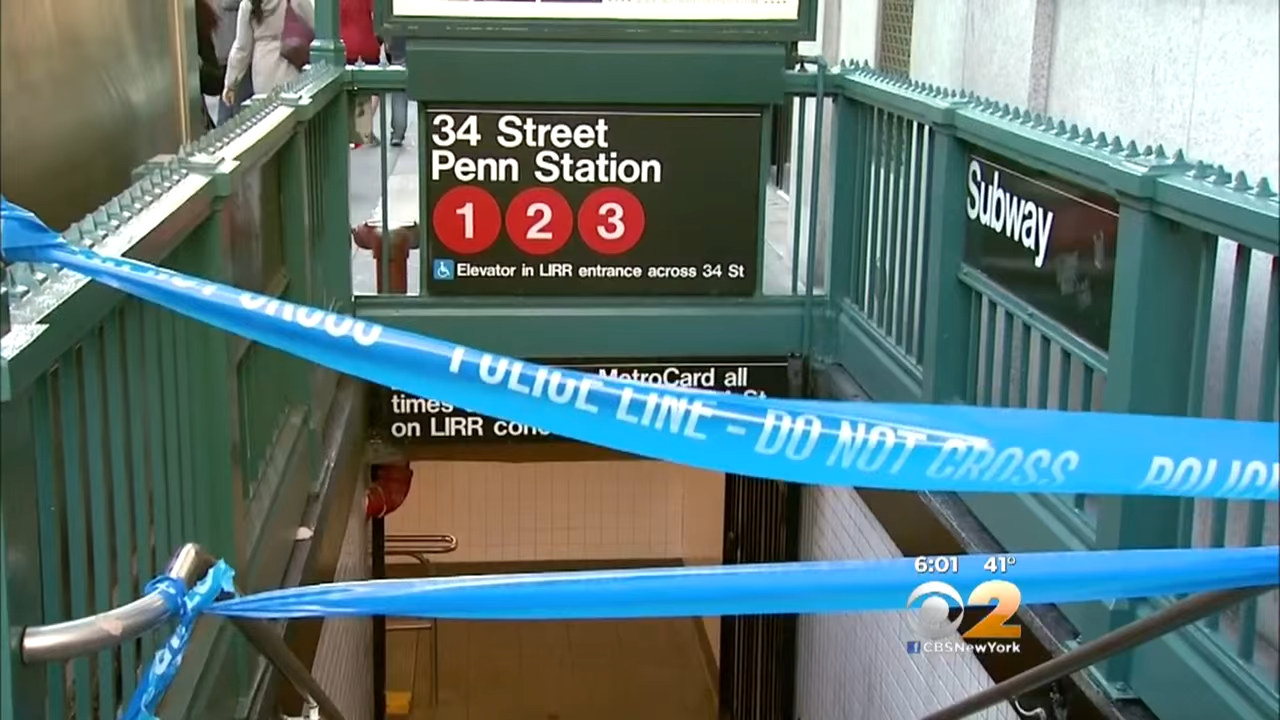 34 Street
Penn Station
1 2 3
Elevator in LIRR entrance across 34 St
Subway
MetroCard all
times
on LIRR
POLICE LINE - DO NOT CROSS
6:01 41°
2
CBSNewYork